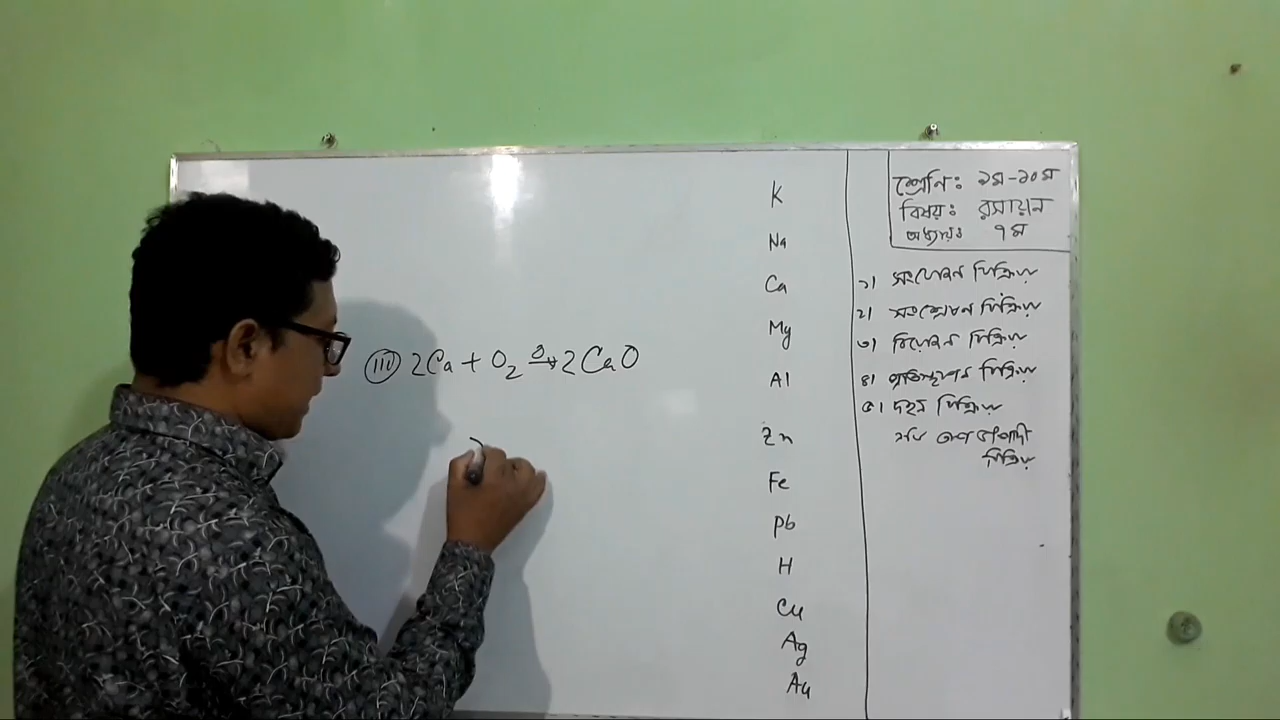 (iii) 2Ca + O₂ → 2CaO
K
Na
Ca
Mg
Al
Zn
Fe
Pb
H
Cu
Ag
Au
শ্রেণি: ৯ম-১০ম
বিষয়: রসায়ন
অধ্যায়ঃ ৭ম
১। সংযোজন বিক্রিয়া
২। সংশ্লেষণ বিক্রিয়া
৩। বিয়োজন বিক্রিয়া
৪। প্রতিস্থাপন বিক্রিয়া
৫। দহন বিক্রিয়া
বিক্রিয়া